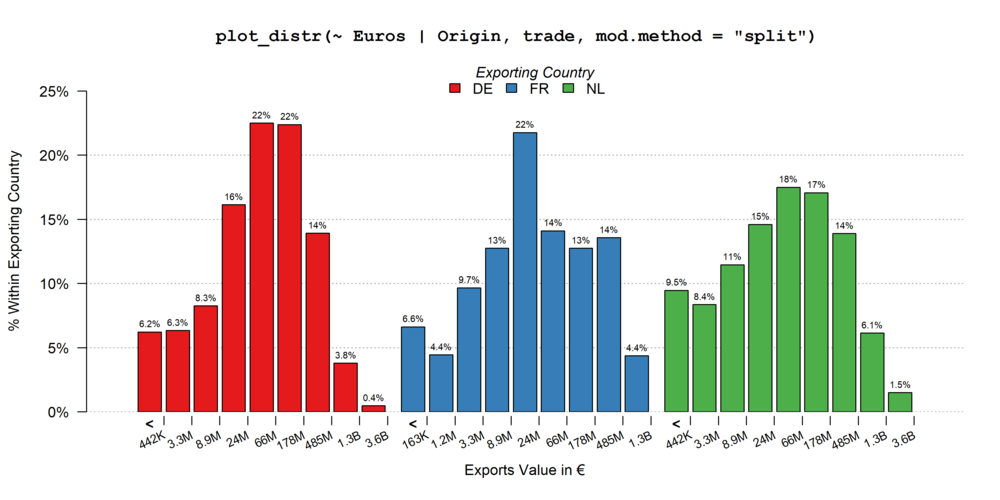 plot_distr(~ Euros | Origin, trade, mod.method = "split")
Exporting Country
DE FR NL
% Within Exporting Country
25%
20%
15%
10%
5%
0%
6.2% 6.3% 8.3% 16% 22% 22% 14% 3.8% 0.4%
6.6% 4.4% 9.7% 13% 22% 14% 13% 14% 4.4%
9.5% 8.4% 11% 15% 18% 17% 14% 6.1% 1.5%
< 442K 3.3M 8.9M 24M 66M 178M 485M 1.3B 3.6B
< 163K 1.2M 3.3M 8.9M 24M 66M 178M 485M 1.3B
< 442K 3.3M 8.9M 24M 66M 178M 485M 1.3B 3.6B
Exports Value in €